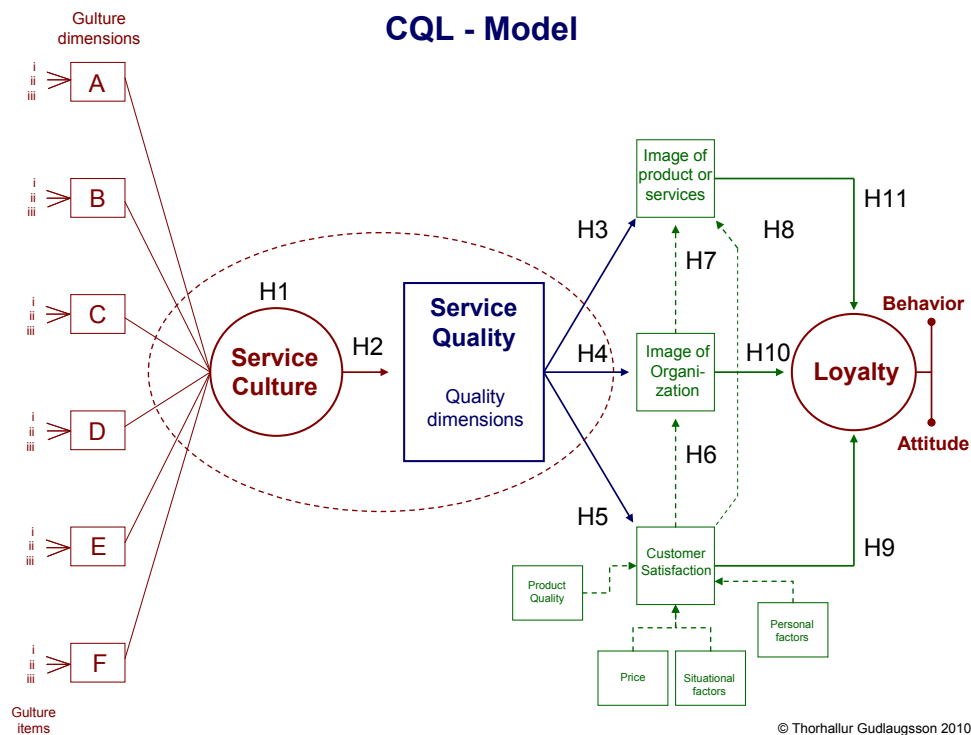 CQL - Model
Gulture
dimensions
i
ii
iii
A
i
ii
iii
B
i
ii
iii
C
i
ii
iii
D
i
ii
iii
E
i
ii
iii
F
Gulture
items
H1
Service
Culture
H2
Service
Quality
Quality
dimensions
H3
H4
H5
Image of
product or
services
H7
H8
H11
Image of
Organi-
zation
H10
H6
Customer
Satisfaction
H9
Product
Quality
Price
Situational
factors
Personal
factors
Loyalty
Behavior
Attitude
© Thorhallur Gudlaugsson 2010